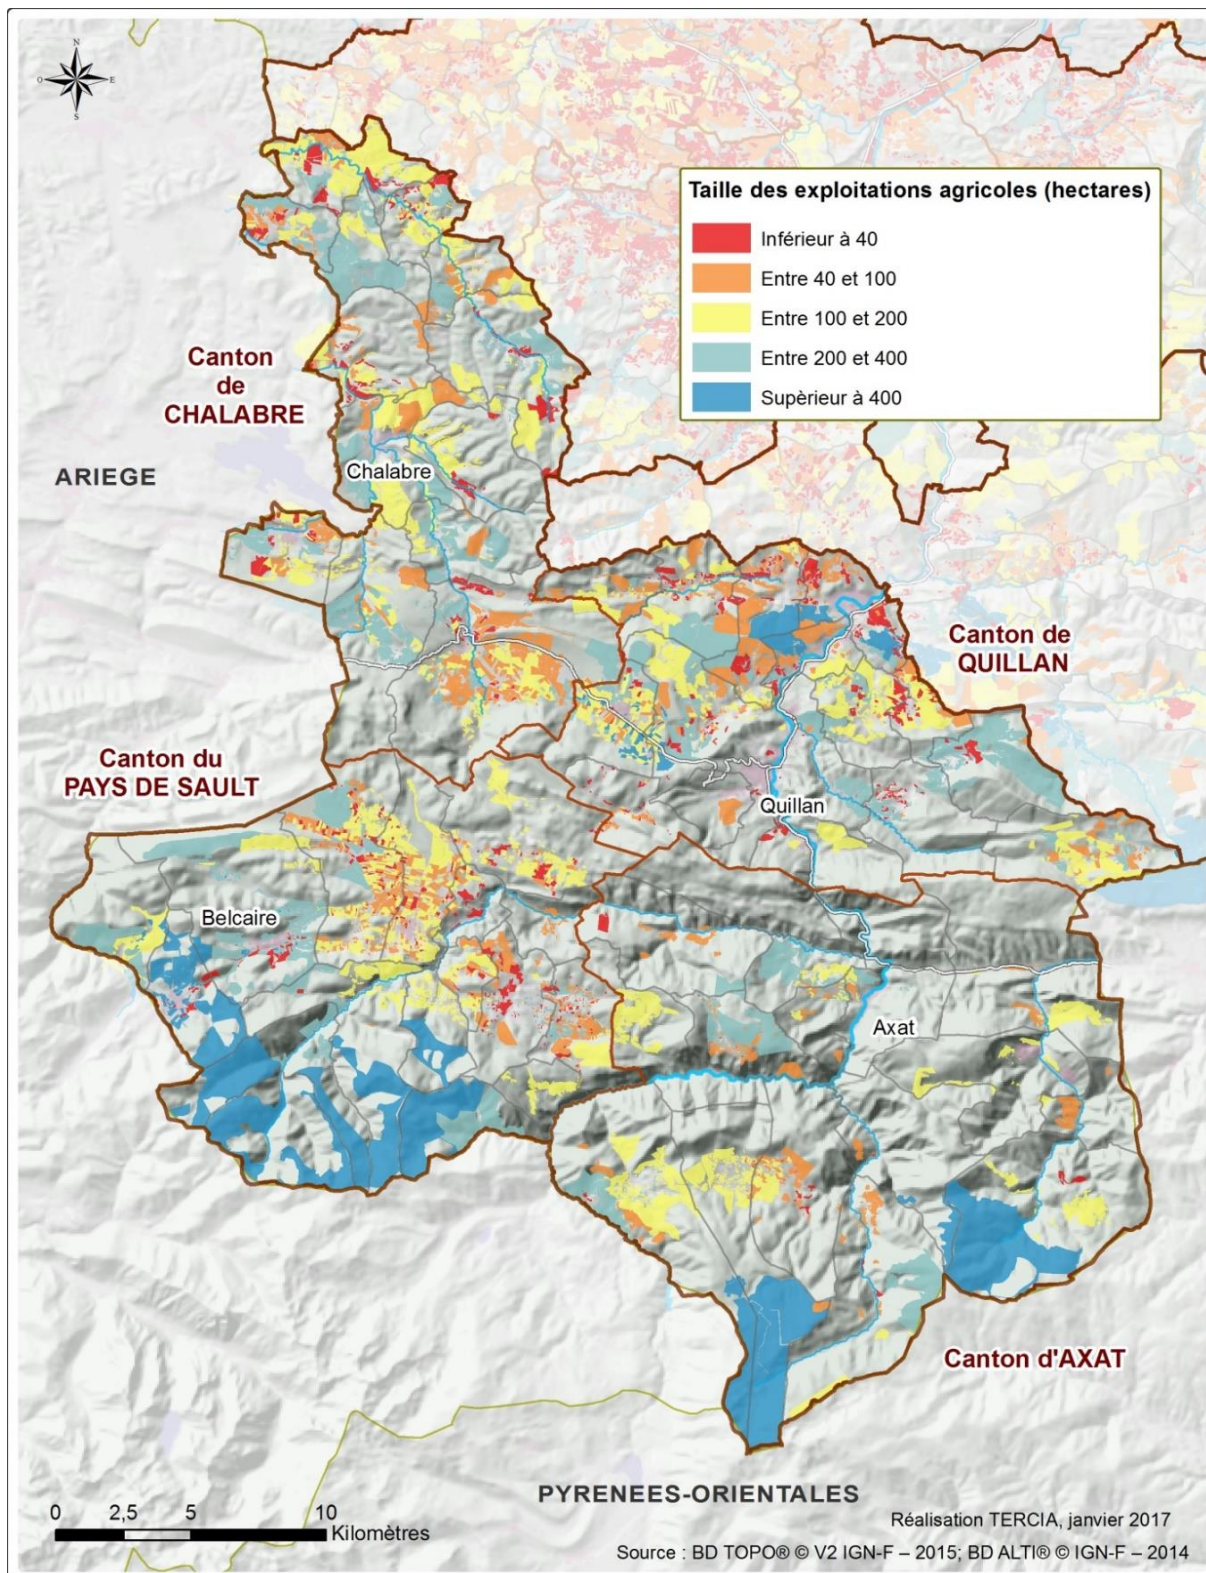 N
O
E
S
Taille des exploitations agricoles (hectares)
Inférieur à 40
Entre 40 et 100
Entre 100 et 200
Entre 200 et 400
Supèrieur à 400
Canton
de
CHALABRE
ARIEGE
Chalabre
Canton de
QUILLAN
Canton du
PAYS DE SAULT
Quillan
Belcaire
Axat
Canton d'AXAT
PYRENEES-ORIENTALES
0 2,5 5 10
Kilomètres
Réalisation TERCIA, janvier 2017
Source : BD TOPO® © V2 IGN-F – 2015; BD ALTI® © IGN-F – 2014